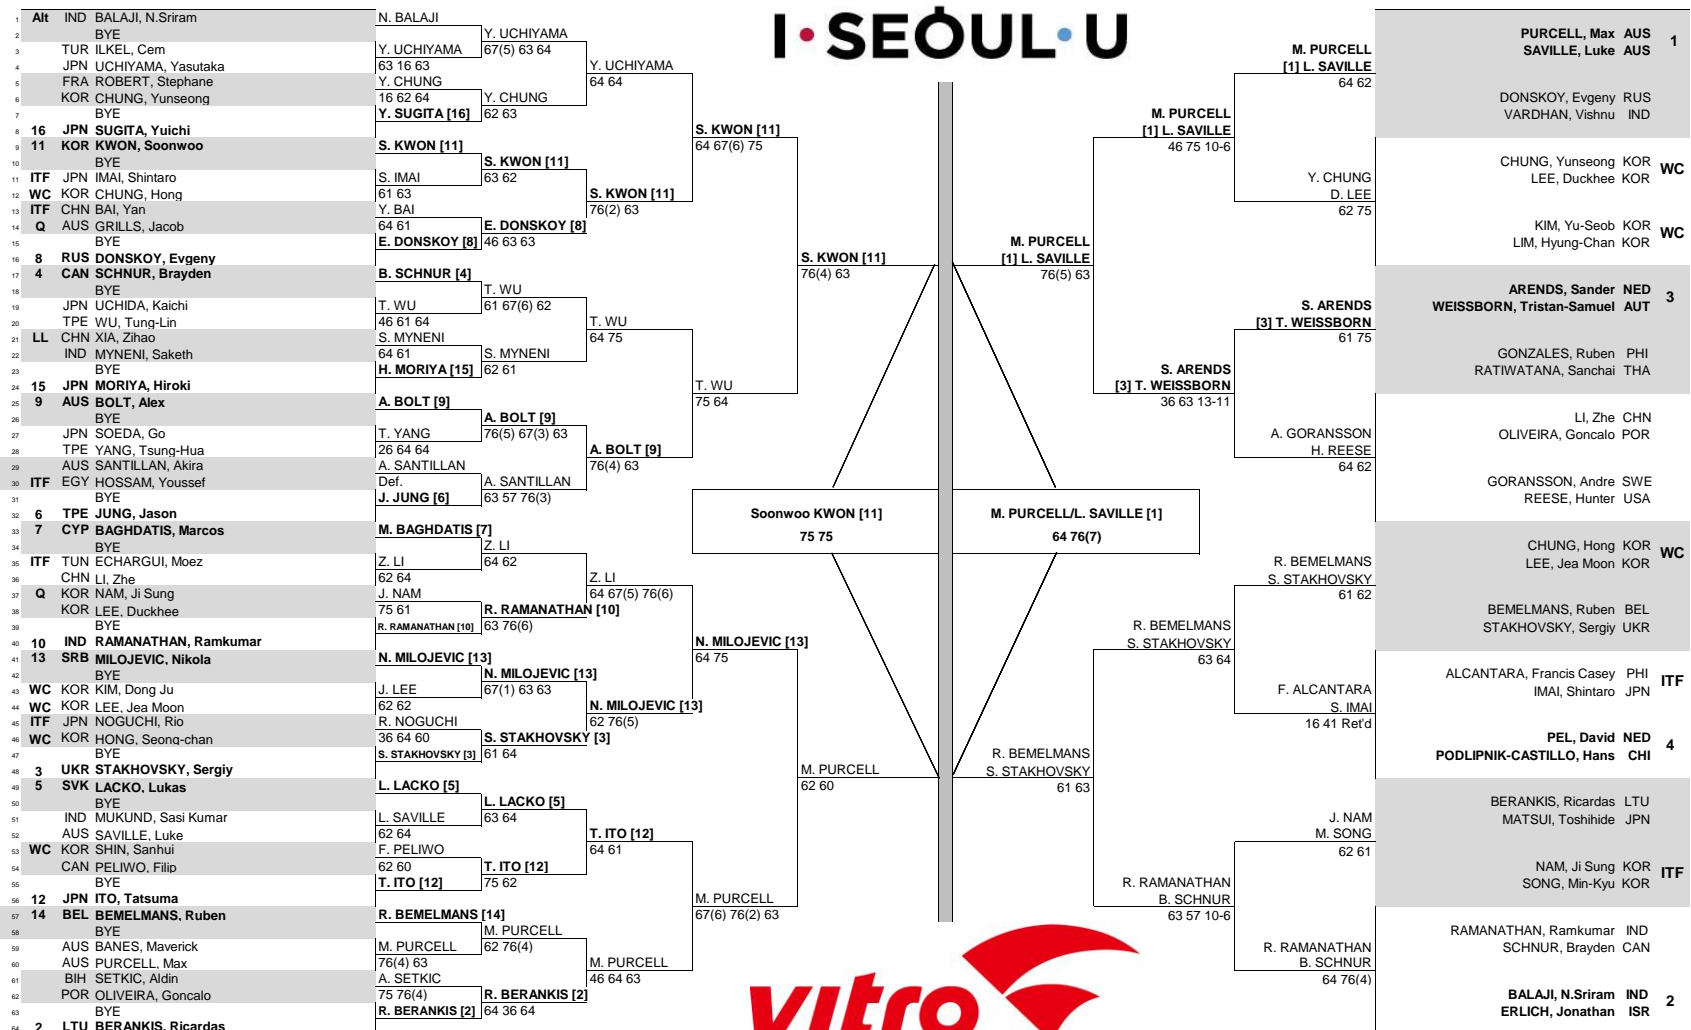 I·SEOUL·U
1 Alt IND BALAJI, N.Sriram
2 BYE
3 TUR ILKEL, Cem
4 JPN UCHIYAMA, Yasutaka
5 FRA ROBERT, Stephane
6 KOR CHUNG, Yunseong
7 BYE
8 16 JPN SUGITA, Yuichi
9 11 KOR KWON, Soonwoo
10 BYE
11 ITF JPN IMAI, Shintaro
12 WC KOR CHUNG, Hong
13 ITF CHN BAI, Yan
14 Q AUS GRILLS, Jacob
15 BYE
16 8 RUS DONSKOY, Evgeny
17 4 CAN SCHNUR, Brayden
18 BYE
19 JPN UCHIDA, Kaichi
20 TPE WU, Tung-Lin
21 LL CHN XIA, Zihao
22 IND MYNENI, Saketh
23 BYE
24 15 JPN MORIYA, Hiroki
25 9 AUS BOLT, Alex
26 BYE
27 JPN SOEDA, Go
28 TPE YANG, Tsung-Hua
29 AUS SANTILLAN, Akira
30 ITF EGY HOSSAM, Youssef
31 BYE
32 6 TPE JUNG, Jason
33 7 CYP BAGHDATIS, Marcos
34 BYE
35 ITF TUN ECHARGUI, Moez
36 CHN LI, Zhe
37 Q KOR NAM, Ji Sung
38 KOR LEE, Duckhee
39 BYE
40 10 IND RAMANATHAN, Ramkumar
41 13 SRB MILOJEVIC, Nikola
42 BYE
43 WC KOR KIM, Dong Ju
44 WC KOR LEE, Jea Moon
45 ITF JPN NOGUCHI, Rio
46 WC KOR HONG, Seong-chan
47 BYE
48 3 UKR STAKHOVSKY, Sergiy
49 5 SVK LACKO, Lukas
50 BYE
51 IND MUKUND, Sasi Kumar
52 AUS SAVILLE, Luke
53 WC KOR SHIN, Sanhui
54 CAN PELIWO, Filip
55 BYE
56 12 JPN ITO, Tatsuma
57 14 BEL BEMELMANS, Ruben
58 BYE
59 AUS BANES, Maverick
60 AUS PURCELL, Max
61 BIH SETKIC, Aldin
62 POR OLIVEIRA, Goncalo
63 BYE
64 2 LTU BERANKIS, Ricardas
N. BALAJI
Y. UCHIYAMA
63 16 63
Y. CHUNG
16 62 64
Y. SUGITA [16]
S. KWON [11]
S. IMAI
61 63
Y. BAI
64 61
E. DONSKOY [8]
B. SCHNUR [4]
T. WU
46 61 64
S. MYNENI
64 61
H. MORIYA [15]
A. BOLT [9]
T. YANG
26 64 64
A. SANTILLAN
Def.
J. JUNG [6]
M. BAGHDATIS [7]
Z. LI
62 64
J. NAM
75 61
R. RAMANATHAN [10]
N. MILOJEVIC [13]
J. LEE
62 62
R. NOGUCHI
36 64 60
S. STAKHOVSKY [3]
L. LACKO [5]
L. SAVILLE
62 64
F. PELIWO
62 60
T. ITO [12]
R. BEMELMANS [14]
M. PURCELL
76(4) 63
A. SETKIC
75 76(4)
R. BERANKIS [2]
Y. UCHIYAMA
67(5) 63 64
Y. CHUNG
62 63
S. KWON [11]
63 62
E. DONSKOY [8]
46 63 63
T. WU
61 67(6) 62
S. MYNENI
62 61
A. BOLT [9]
76(5) 67(3) 63
A. SANTILLAN
63 57 76(3)
Z. LI
64 62
R. RAMANATHAN [10]
63 76(6)
N. MILOJEVIC [13]
67(1) 63 63
S. STAKHOVSKY [3]
61 64
L. LACKO [5]
63 64
T. ITO [12]
75 62
M. PURCELL
62 76(4)
R. BERANKIS [2]
64 36 64
Y. UCHIYAMA
64 64
S. KWON [11]
76(2) 63
T. WU
64 75
A. BOLT [9]
76(4) 63
Z. LI
64 67(5) 76(6)
N. MILOJEVIC [13]
62 76(5)
T. ITO [12]
64 61
M. PURCELL
46 64 63
S. KWON [11]
64 67(6) 75
T. WU
75 64
N. MILOJEVIC [13]
64 75
M. PURCELL
67(6) 76(2) 63
S. KWON [11]
76(4) 63
M. PURCELL
62 60
Soonwoo KWON [11]
75 75
M. PURCELL/L. SAVILLE [1]
64 76(7)
M. PURCELL
[1] L. SAVILLE
76(5) 63
R. BEMELMANS
S. STAKHOVSKY
61 63
M. PURCELL
[1] L. SAVILLE
46 75 10-6
S. ARENDS
[3] T. WEISSBORN
36 63 13-11
R. BEMELMANS
S. STAKHOVSKY
63 64
R. RAMANATHAN
B. SCHNUR
63 57 10-6
M. PURCELL
[1] L. SAVILLE
64 62
Y. CHUNG
D. LEE
62 75
S. ARENDS
[3] T. WEISSBORN
61 75
A. GORANSSON
H. REESE
64 62
R. BEMELMANS
S. STAKHOVSKY
61 62
F. ALCANTARA
S. IMAI
16 41 Ret'd
J. NAM
M. SONG
62 61
R. RAMANATHAN
B. SCHNUR
64 76(4)
PURCELL, Max AUS
1
SAVILLE, Luke AUS
DONSKOY, Evgeny RUS
VARDHAN, Vishnu IND
CHUNG, Yunseong KOR
WC
LEE, Duckhee KOR
KIM, Yu-Seob KOR
WC
LIM, Hyung-Chan KOR
ARENDS, Sander NED
3
WEISSBORN, Tristan-Samuel AUT
GONZALES, Ruben PHI
RATIWATANA, Sanchai THA
LI, Zhe CHN
OLIVEIRA, Goncalo POR
GORANSSON, Andre SWE
REESE, Hunter USA
CHUNG, Hong KOR
WC
LEE, Jea Moon KOR
BEMELMANS, Ruben BEL
STAKHOVSKY, Sergiy UKR
ALCANTARA, Francis Casey PHI
ITF
IMAI, Shintaro JPN
PEL, David NED
4
PODLIPNIK-CASTILLO, Hans CHI
BERANKIS, Ricardas LTU
MATSUI, Toshihide JPN
NAM, Ji Sung KOR
ITF
SONG, Min-Kyu KOR
RAMANATHAN, Ramkumar IND
SCHNUR, Brayden CAN
BALAJI, N.Sriram IND
2
ERLICH, Jonathan ISR
vitro